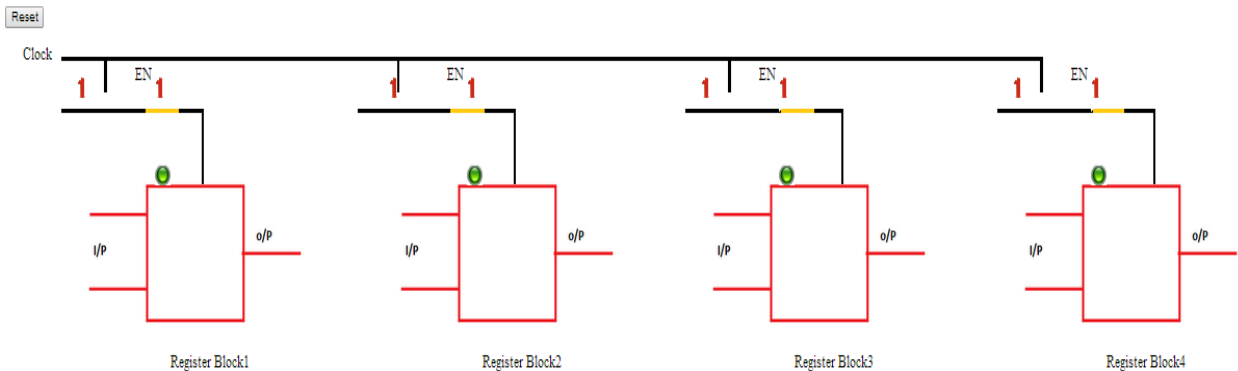 Reset
Clock
1 EN 1 1 EN 1 1 EN 1 1 EN 1
I/P o/P I/P o/P I/P o/P I/P o/P
Register Block1 Register Block2 Register Block3 Register Block4